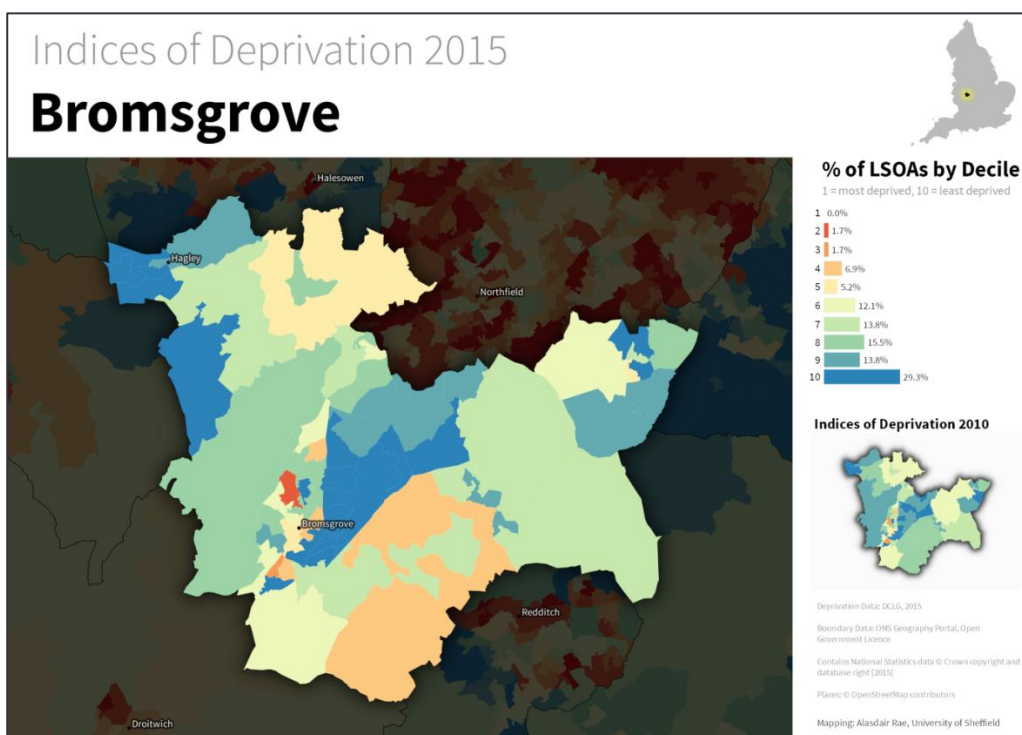 Indices of Deprivation 2015
Bromsgrove
Halesowen
Hagley
Northfield
Bromsgrove
Redditch
Droitwich
% of LSOAs by Decile
1 = most deprived, 10 = least deprived
1 0.0%
2 1.7%
3 1.7%
4 6.9%
5 5.2%
6 12.1%
7 13.8%
8 15.5%
9 13.8%
10 29.3%
Indices of Deprivation 2010
Deprivation Data: DCLG, 2015
Boundary Data: ONS Geography Portal, Open
Government Licence
Contains National Statistics data © Crown copyright and
database right [2015]
Places: © OpenStreetMap contributors
Mapping: Alasdair Rae, University of Sheffield